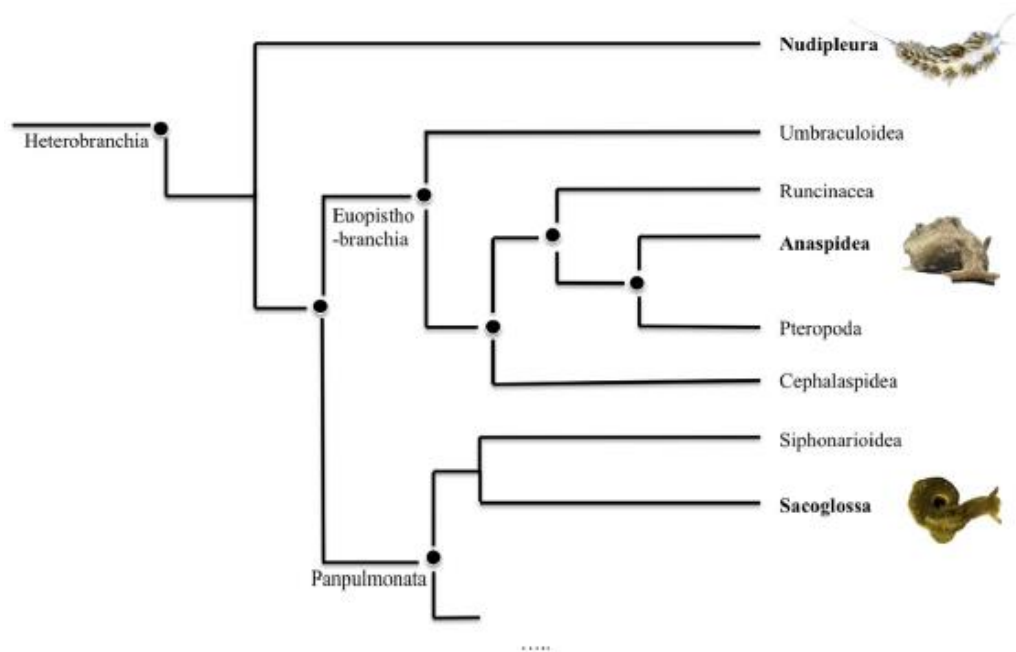 Nudipleura
Umbraculoidea
Heterobranchia
Runcinacea
Euopistho
-branchia
Anaspidea
Pteropoda
Cephalaspidea
Siphonarioidea
Sacoglossa
Panpulmonata
.....